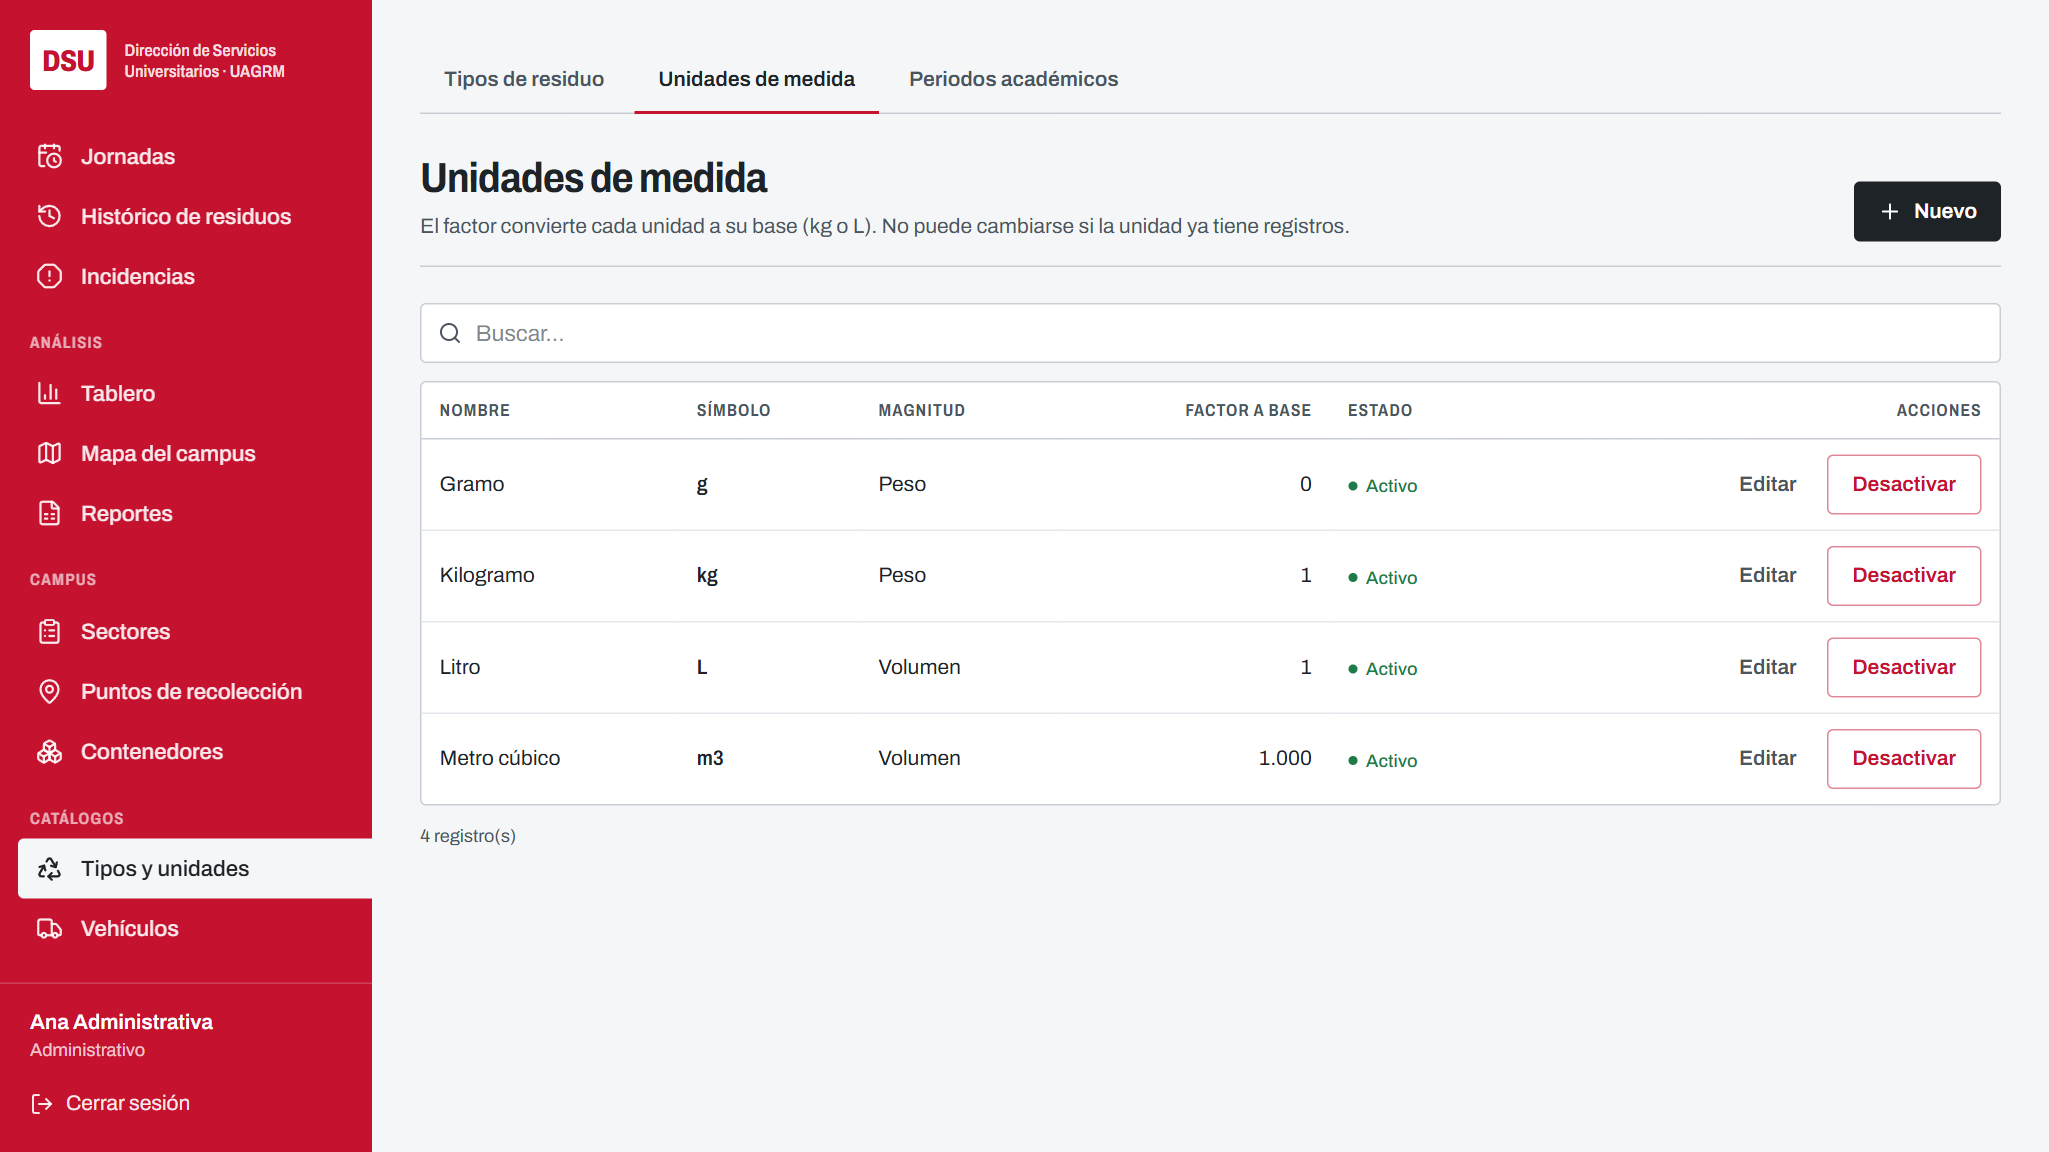 DSU
Dirección de Servicios
Universitarios · UAGRM
Jornadas
Histórico de residuos
Incidencias
ANÁLISIS
Tablero
Mapa del campus
Reportes
CAMPUS
Sectores
Puntos de recolección
Contenedores
CATÁLOGOS
Tipos y unidades
Vehículos
Ana Administrativa
Administrativo
Cerrar sesión
Tipos de residuo Unidades de medida Periodos académicos
Unidades de medida
El factor convierte cada unidad a su base (kg o L). No puede cambiarse si la unidad ya tiene registros.
+ Nuevo
Buscar...
NOMBRE SÍMBOLO MAGNITUD FACTOR A BASE ESTADO ACCIONES
Gramo g Peso 0 Activo Editar Desactivar
Kilogramo kg Peso 1 Activo Editar Desactivar
Litro L Volumen 1 Activo Editar Desactivar
Metro cúbico m3 Volumen 1.000 Activo Editar Desactivar
4 registro(s)